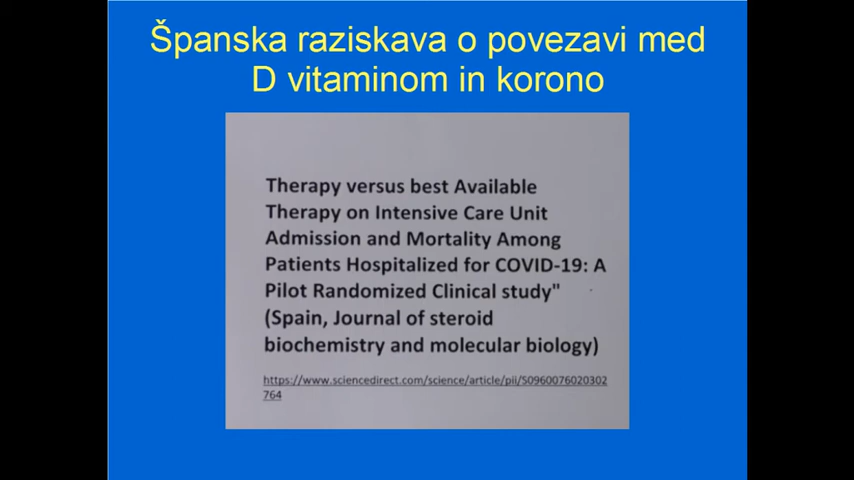 Španska raziskava o povezavi med
D vitaminom in korono
Therapy versus best Available
Therapy on Intensive Care Unit
Admission and Mortality Among
Patients Hospitalized for COVID-19: A
Pilot Randomized Clinical study"
(Spain, Journal of steroid
biochemistry and molecular biology)
https://www.sciencedirect.com/science/article/pii/S0960076020302
764